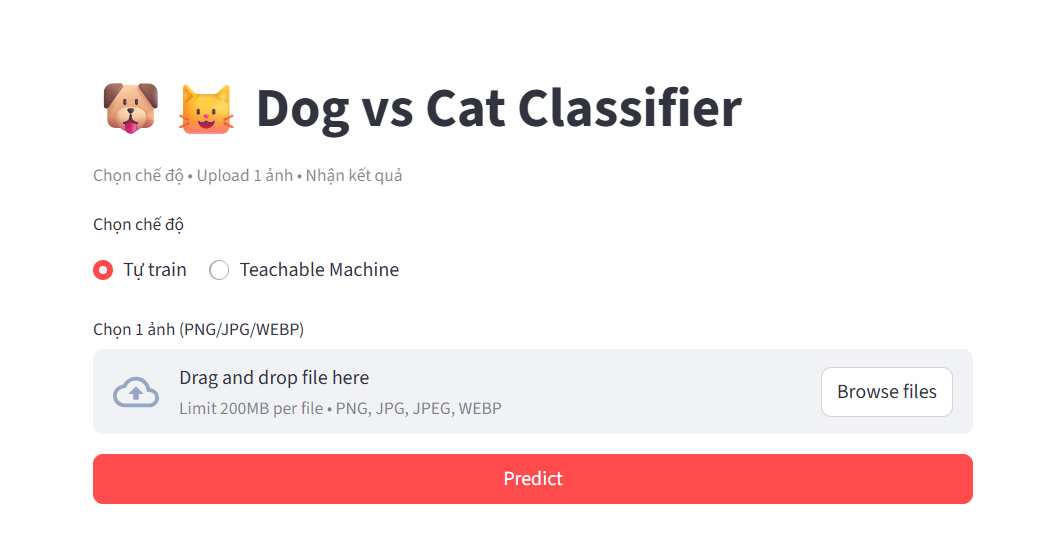 Dog vs Cat Classifier
Chọn chế độ • Upload 1 ảnh • Nhận kết quả
Chọn chế độ
Tự train Teachable Machine
Chọn 1 ảnh (PNG/JPG/WEBP)
Drag and drop file here
Limit 200MB per file • PNG, JPG, JPEG, WEBP
Browse files
Predict